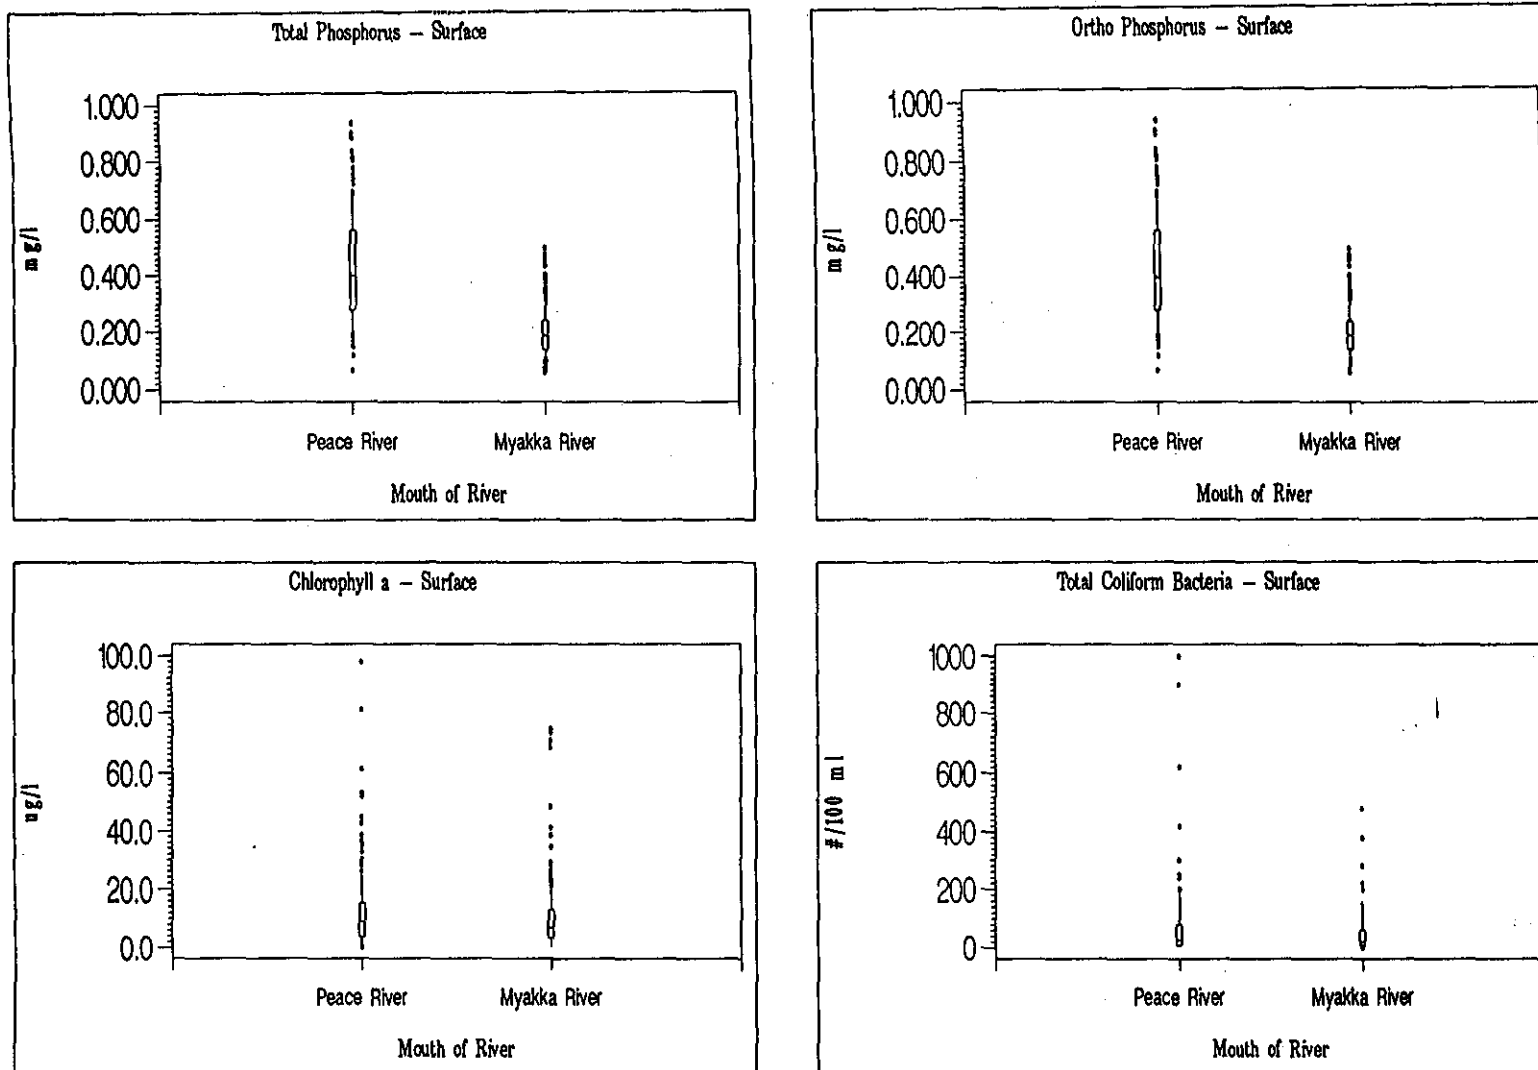 Total Phosphorus – Surface
mg/l
1.000
0.800
0.600
0.400
0.200
0.000
Peace River Myakka River
Mouth of River
Ortho Phosphorus – Surface
mg/l
1.000
0.800
0.600
0.400
0.200
0.000
Peace River Myakka River
Mouth of River
Chlorophyll a – Surface
ug/l
100.0
80.0
60.0
40.0
20.0
0.0
Peace River Myakka River
Mouth of River
Total Coliform Bacteria – Surface
#/100 ml
1000
800
600
400
200
0
Peace River Myakka River
Mouth of River